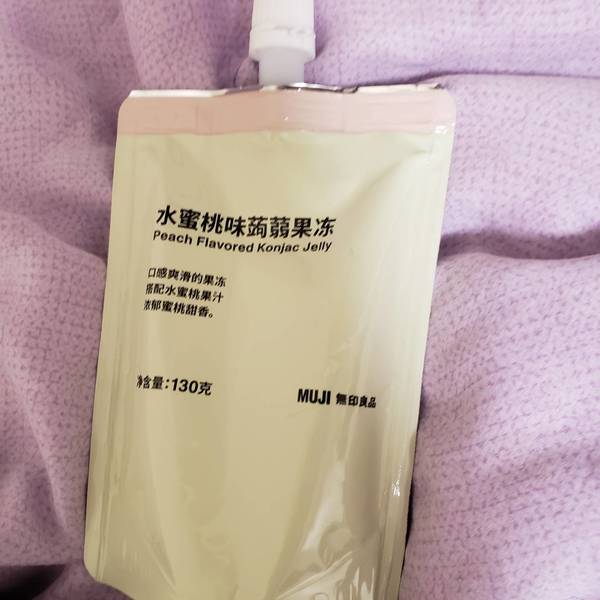 水蜜桃味蒟蒻果冻
Peach Flavored Konjac Jelly
口感爽滑的果冻
搭配水蜜桃果汁
浓郁蜜桃甜香。
净含量:130克
MUJI 無印良品